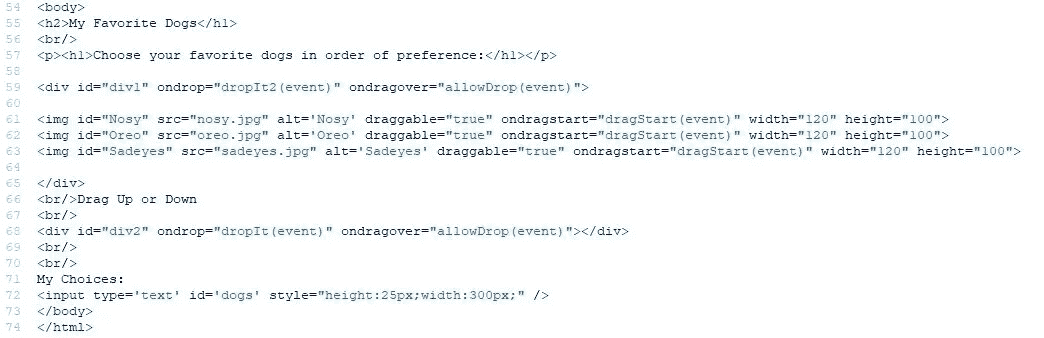 54 <body>
55 <h2>My Favorite Dogs</h1>
56 <br/>
57 <p><h1>Choose your favorite dogs in order of preference:</h1></p>
58
59 <div id="div1" ondrop="dropIt2(event)" ondragover="allowDrop(event)">
60
61 <img id="Nosy" src="nosy.jpg" alt='Nosy' draggable="true" ondragstart="dragStart(event)" width="120" height="100">
62 <img id="Oreo" src="oreo.jpg" alt='Oreo' draggable="true" ondragstart="dragStart(event)" width="120" height="100">
63 <img id="Sadeyes" src="sadeyes.jpg" alt='Sadeyes' draggable="true" ondragstart="dragStart(event)" width="120" height="100">
64
65 </div>
66 <br/>Drag Up or Down
67 <br/>
68 <div id="div2" ondrop="dropIt(event)" ondragover="allowDrop(event)"></div>
69 <br/>
70 <br/>
71 My Choices:
72 <input type='text' id='dogs' style="height:25px;width:300px;" />
73 </body>
74 </html>